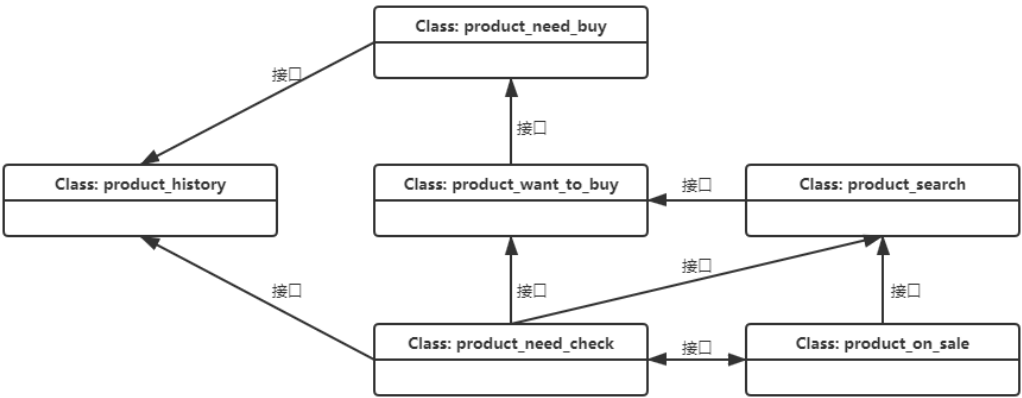 Class: product_need_buy
接口
接口
Class: product_history
Class: product_want_to_buy
接口
Class: product_search
接口
接口
接口
接口
Class: product_need_check
接口
Class: product_on_sale